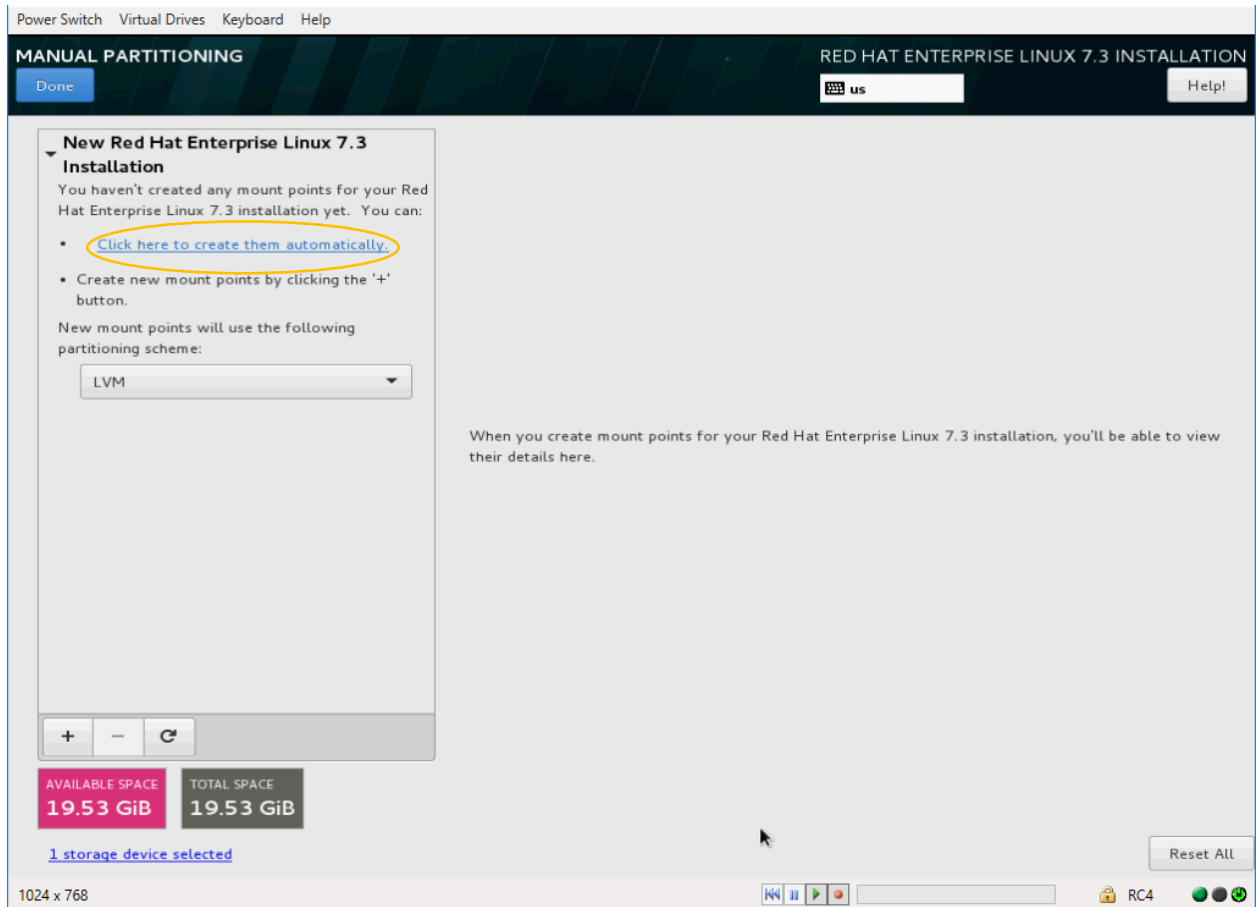 Power Switch Virtual Drives Keyboard Help
MANUAL PARTITIONING
RED HAT ENTERPRISE LINUX 7.3 INSTALLATION
Done
us
Help!
New Red Hat Enterprise Linux 7.3
Installation
You haven't created any mount points for your Red
Hat Enterprise Linux 7.3 installation yet. You can:
• Click here to create them automatically.
• Create new mount points by clicking the '+'
button.
New mount points will use the following
partitioning scheme:
LVM
When you create mount points for your Red Hat Enterprise Linux 7.3 installation, you'll be able to view
their details here.
+ −
AVAILABLE SPACE
19.53 GiB
TOTAL SPACE
19.53 GiB
1 storage device selected
Reset All
1024 x 768
RC4